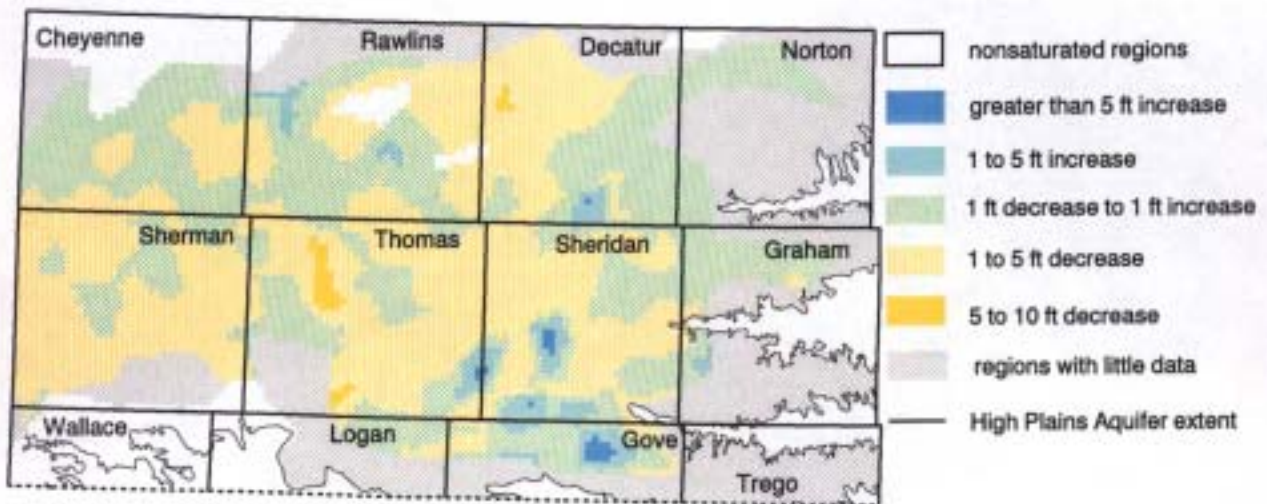 Cheyenne
Rawlins
Decatur
Norton
Sherman
Thomas
Sheridan
Graham
Wallace
Logan
Gove
Trego
nonsaturated regions
greater than 5 ft increase
1 to 5 ft increase
1 ft decrease to 1 ft increase
1 to 5 ft decrease
5 to 10 ft decrease
regions with little data
High Plains Aquifer extent